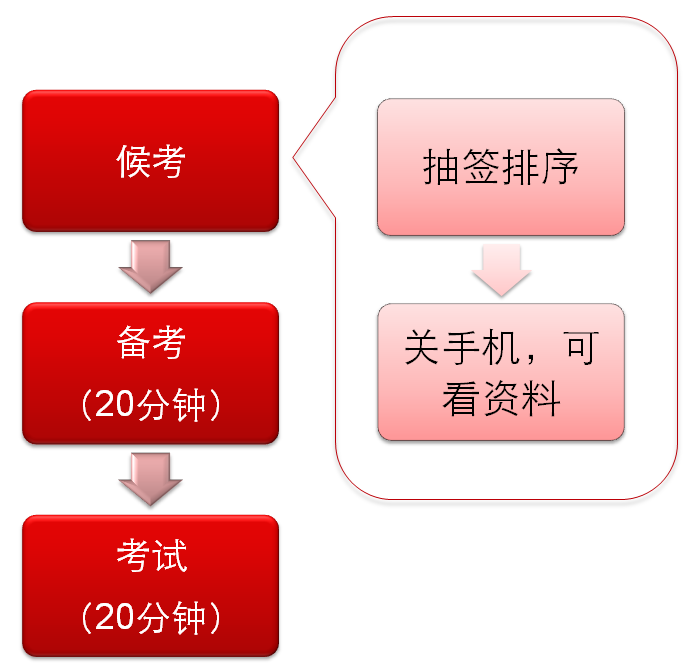 候考
备考
（20分钟）
考试
（20分钟）
抽签排序
关手机，可
看资料